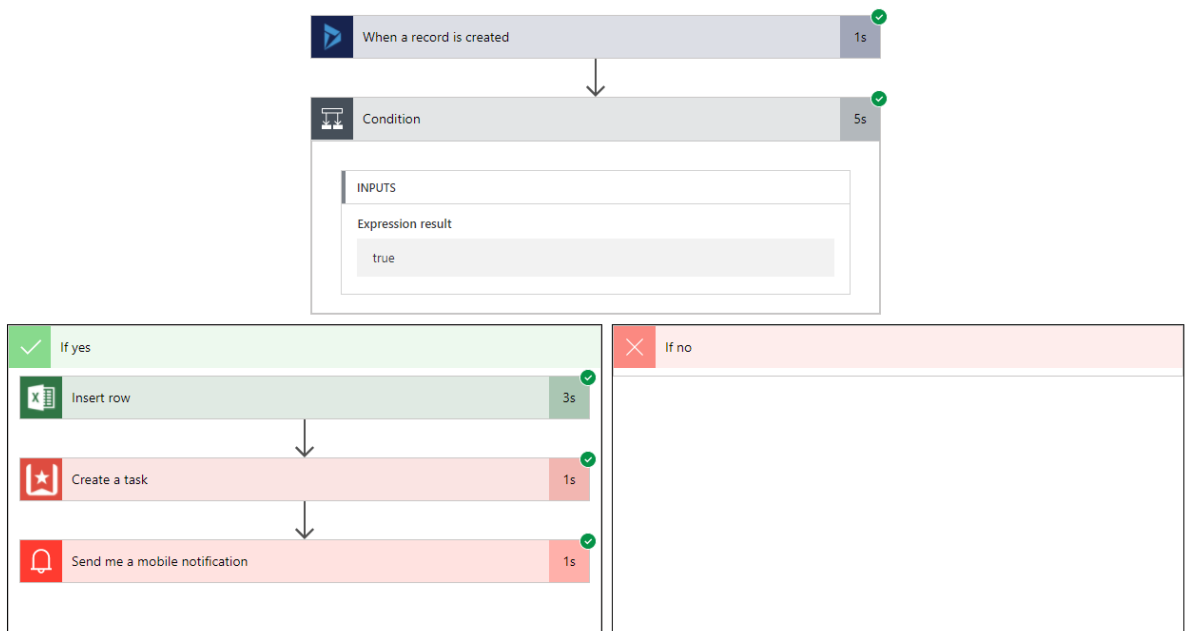 When a record is created
1s
Condition
5s
INPUTS
Expression result
true
If yes
Insert row
3s
Create a task
1s
Send me a mobile notification
1s
If no